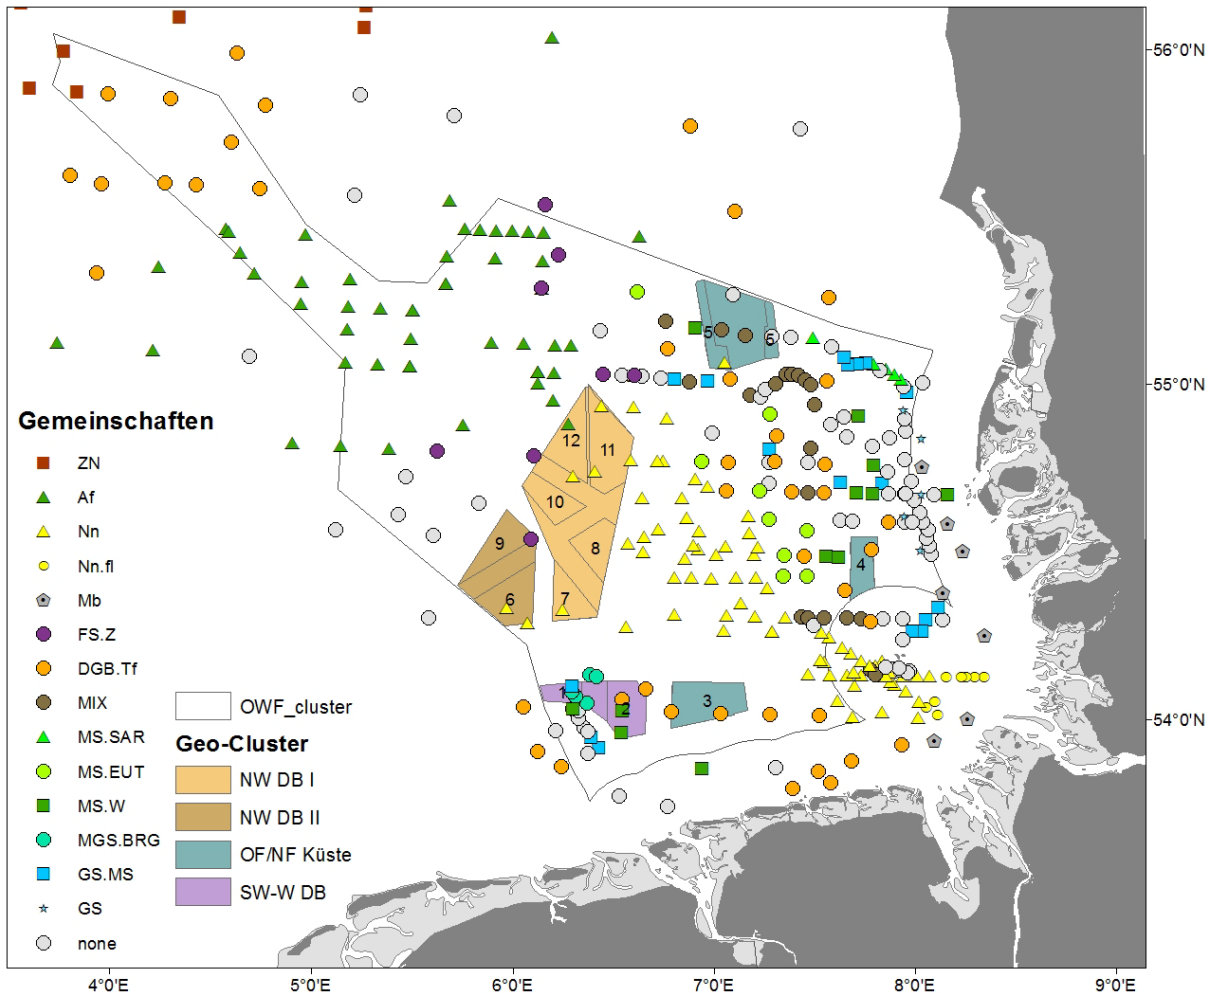 56°0'N
5
5
55°0'N
12
11
10
9
8
4
6
7
1
2
3
54°0'N
Gemeinschaften
ZN
Af
Nn
Nn.fl
Mb
FS.Z
DGB.Tf
MIX
MS.SAR
MS.EUT
MS.W
MGS.BRG
GS.MS
GS
none
OWF_cluster
Geo-Cluster
NW DB I
NW DB II
OF/NF Küste
SW-W DB
4°0'E 5°0'E 6°0'E 7°0'E 8°0'E 9°0'E